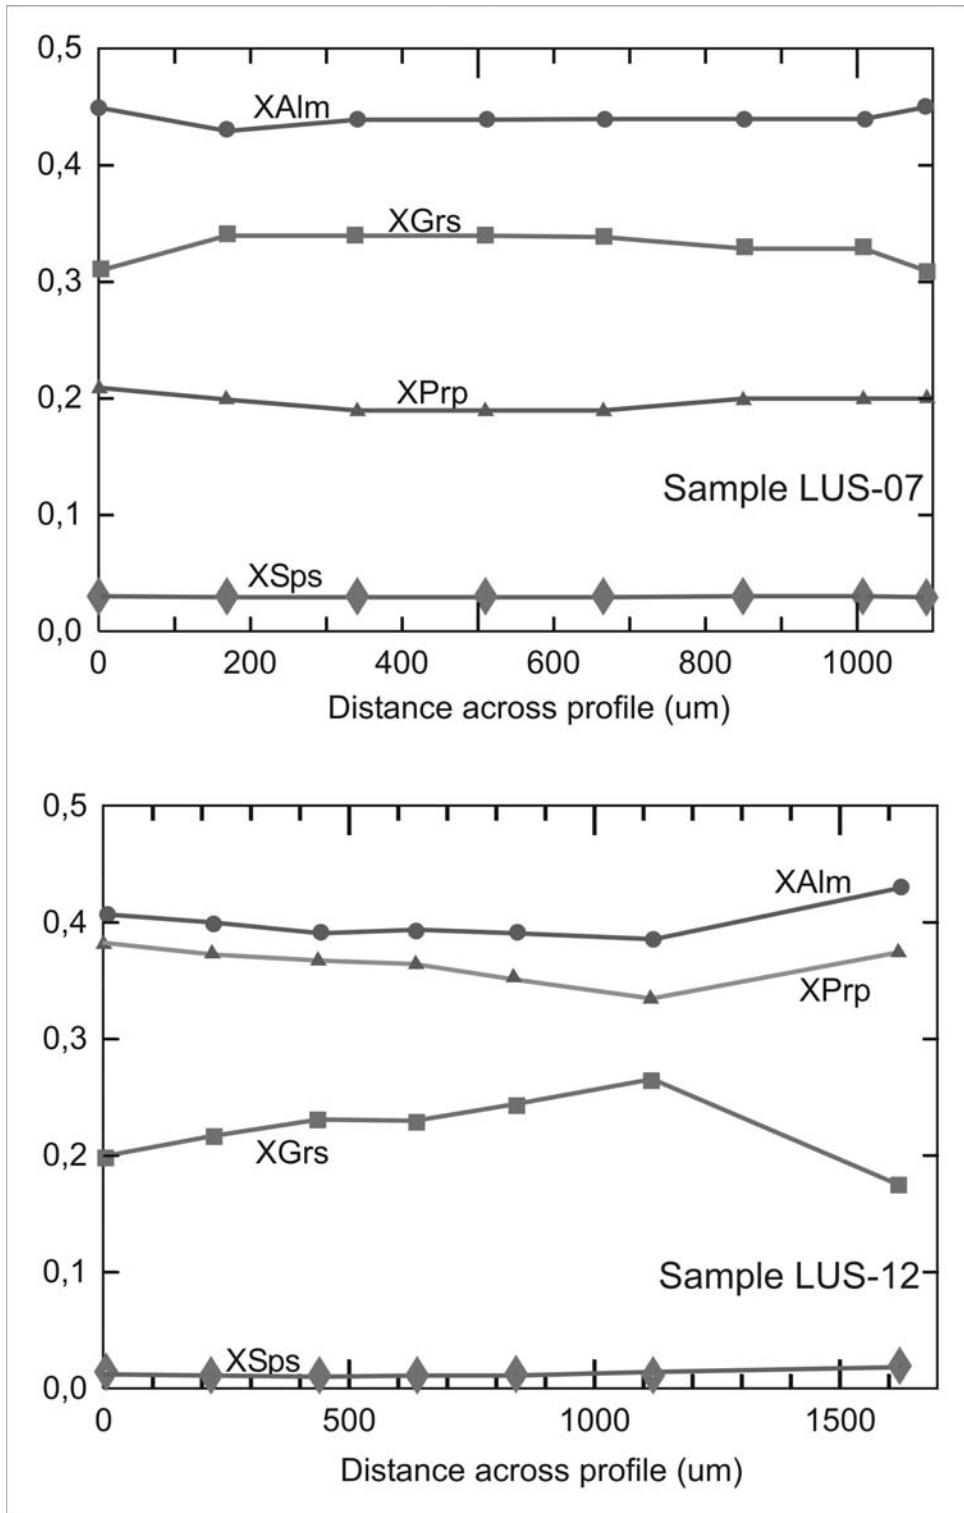 0,5
XAlm
0,4
XGrs
0,3
XPrp
0,2
Sample LUS-07
0,1
XSps
0,0
0 200 400 600 800 1000
Distance across profile (um)
0,5
XAlm
0,4
XPrp
0,3
0,2
XGrs
0,1
Sample LUS-12
XSps
0,0
0 500 1000 1500
Distance across profile (um)